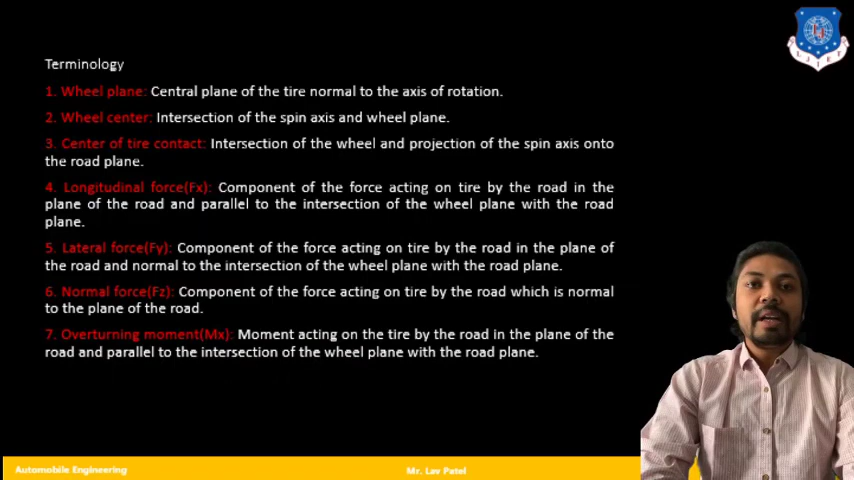 Terminology
1. Wheel plane: Central plane of the tire normal to the axis of rotation.
2. Wheel center: Intersection of the spin axis and wheel plane.
3. Center of tire contact: Intersection of the wheel and projection of the spin axis onto
the road plane.
4. Longitudinal force(Fx): Component of the force acting on tire by the road in the
plane of the road and parallel to the intersection of the wheel plane with the road
plane.
5. Lateral force(Fy): Component of the force acting on tire by the road in the plane of
the road and normal to the intersection of the wheel plane with the road plane.
6. Normal force(Fz): Component of the force acting on tire by the road which is normal
to the plane of the road.
7. Overturning moment(Mx): Moment acting on the tire by the road in the plane of the
road and parallel to the intersection of the wheel plane with the road plane.
Automobile Engineering
Mr. Lav Patel